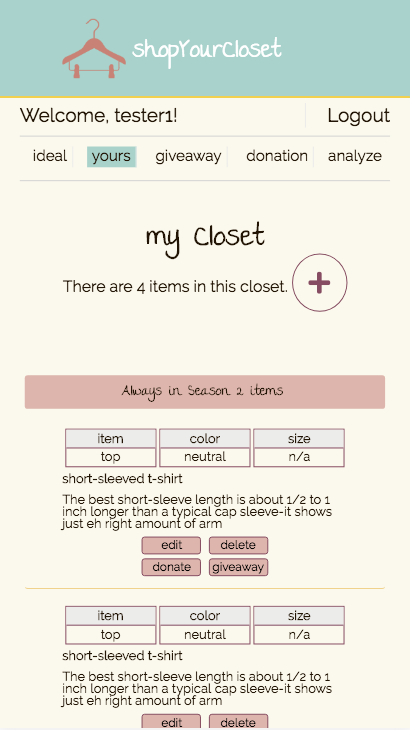 shopYourCloset
Welcome, tester1! Logout
ideal yours giveaway donation analyze
my Closet
There are 4 items in this closet. +
Always in Season 2 items
item color size
top neutral n/a
short-sleeved t-shirt
The best short-sleeve length is about 1/2 to 1
inch longer than a typical cap sleeve-it shows
just eh right amount of arm
edit delete
donate giveaway
item color size
top neutral n/a
short-sleeved t-shirt
The best short-sleeve length is about 1/2 to 1
inch longer than a typical cap sleeve-it shows
just eh right amount of arm
edit delete